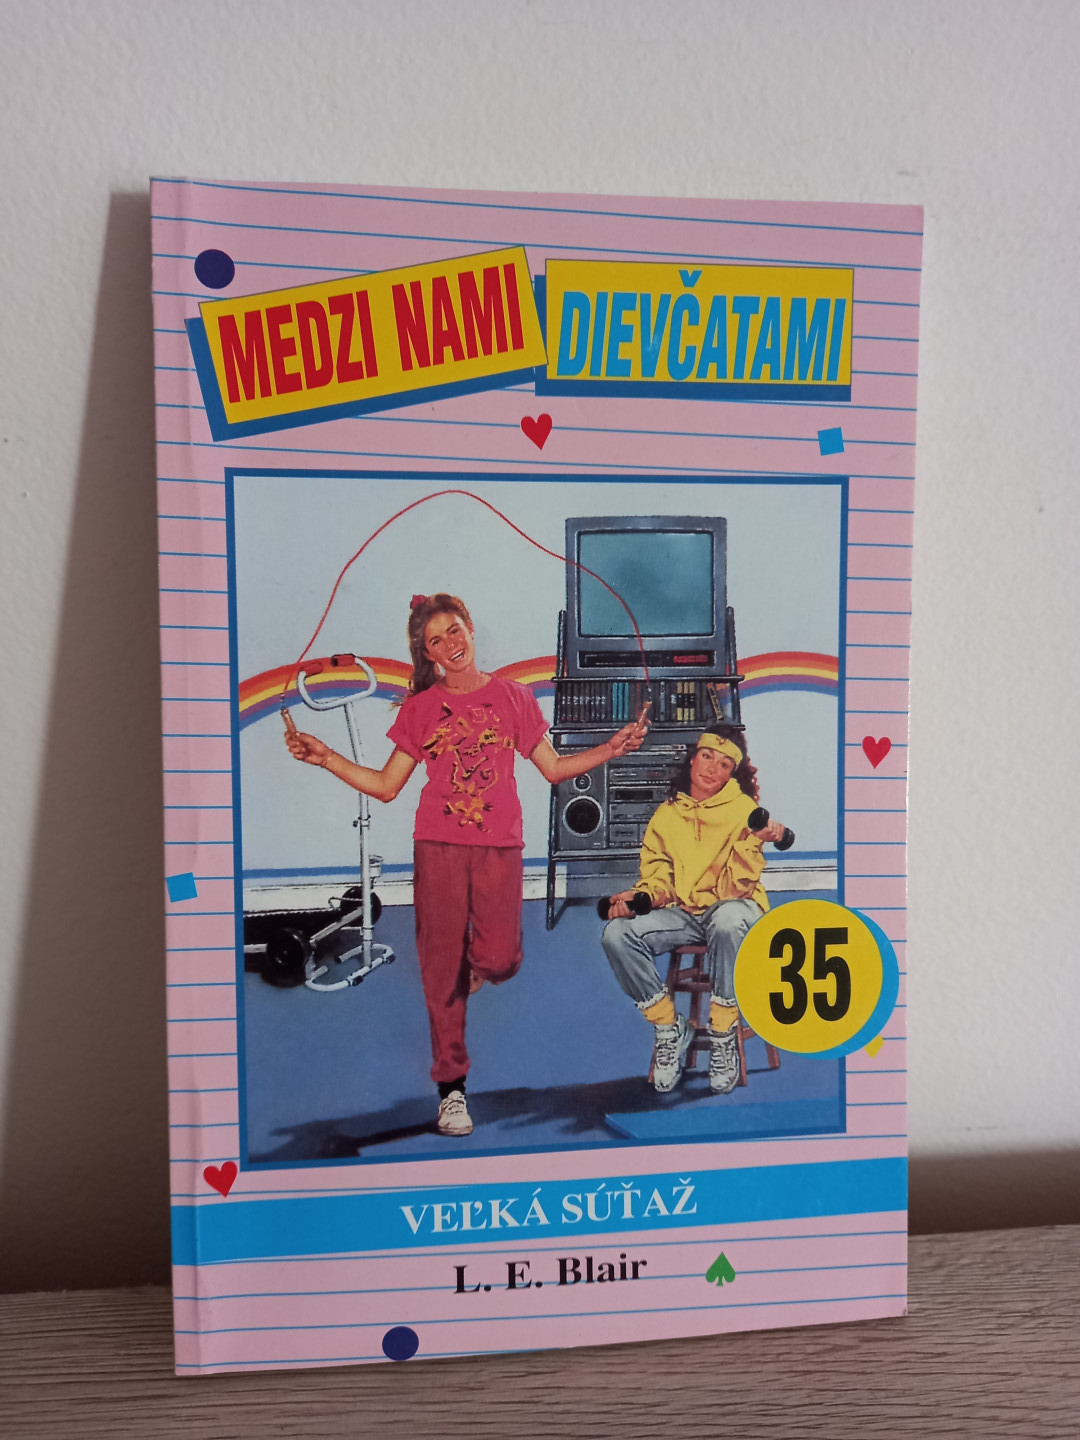 MEDZI NAMI
DIEVČATAMI
35
VEĽKÁ SÚŤAŽ
L. E. Blair